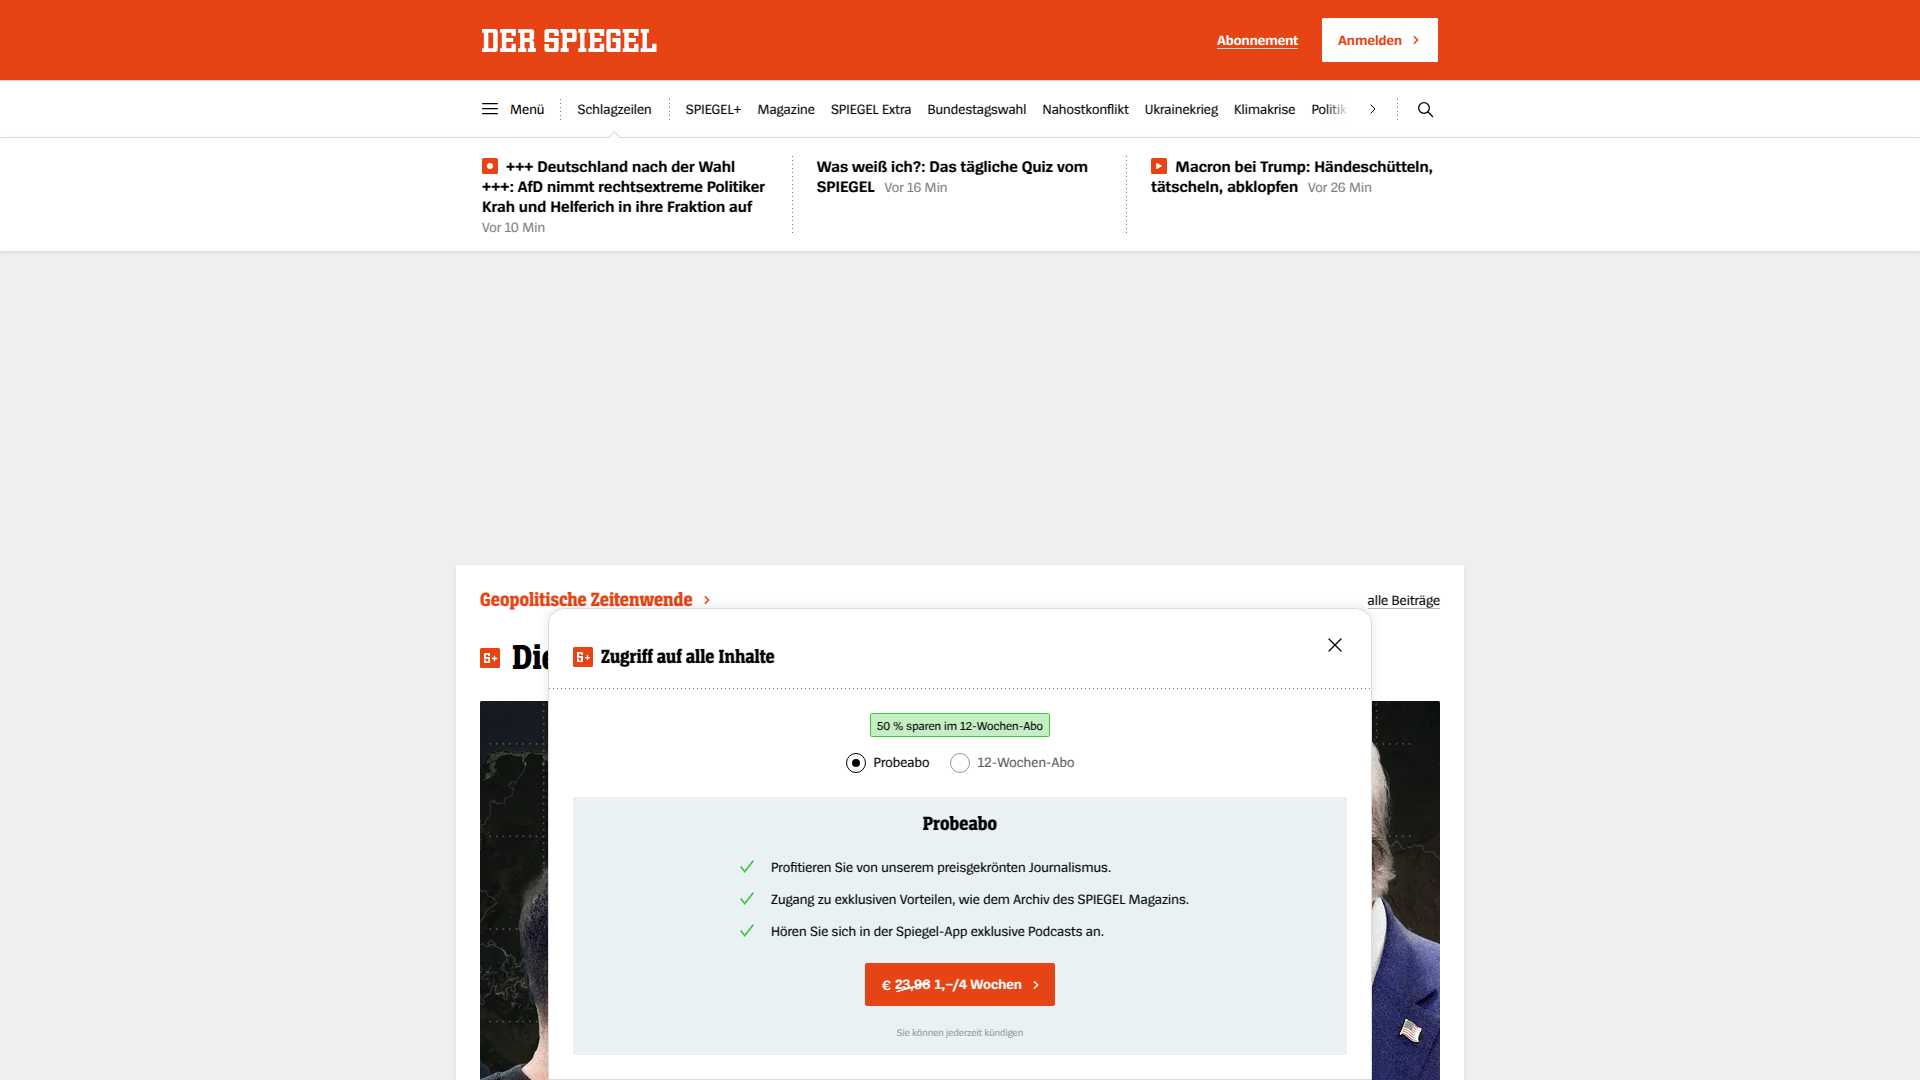 DER SPIEGEL
Abonnement
Anmelden
Menü
Schlagzeilen
SPIEGEL+
Magazine
SPIEGEL Extra
Bundestagswahl
Nahostkonflikt
Ukrainekrieg
Klimakrise
Politik
+++ Deutschland nach der Wahl
+++: AfD nimmt rechtsextreme Politiker
Krah und Helferich in ihre Fraktion auf
Vor 10 Min
Was weiß ich?: Das tägliche Quiz vom
SPIEGEL Vor 16 Min
Macron bei Trump: Händeschütteln,
tätscheln, abklopfen Vor 26 Min
Geopolitische Zeitenwende
alle Beiträge
S+ Die
S+ Zugriff auf alle Inhalte
50 % sparen im 12-Wochen-Abo
Probeabo
12-Wochen-Abo
Probeabo
Profitieren Sie von unserem preisgekrönten Journalismus.
Zugang zu exklusiven Vorteilen, wie dem Archiv des SPIEGEL Magazins.
Hören Sie sich in der Spiegel-App exklusive Podcasts an.
€ 23,96 1,–/4 Wochen
Sie können jederzeit kündigen